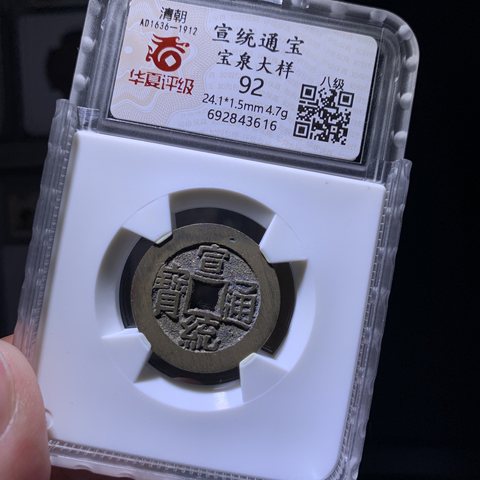 清朝
AD1636-1912
华夏评级
宣统通宝
宝泉大样
92
24.1*1.5mm 4.7g
692843616
八级
宣統通寶